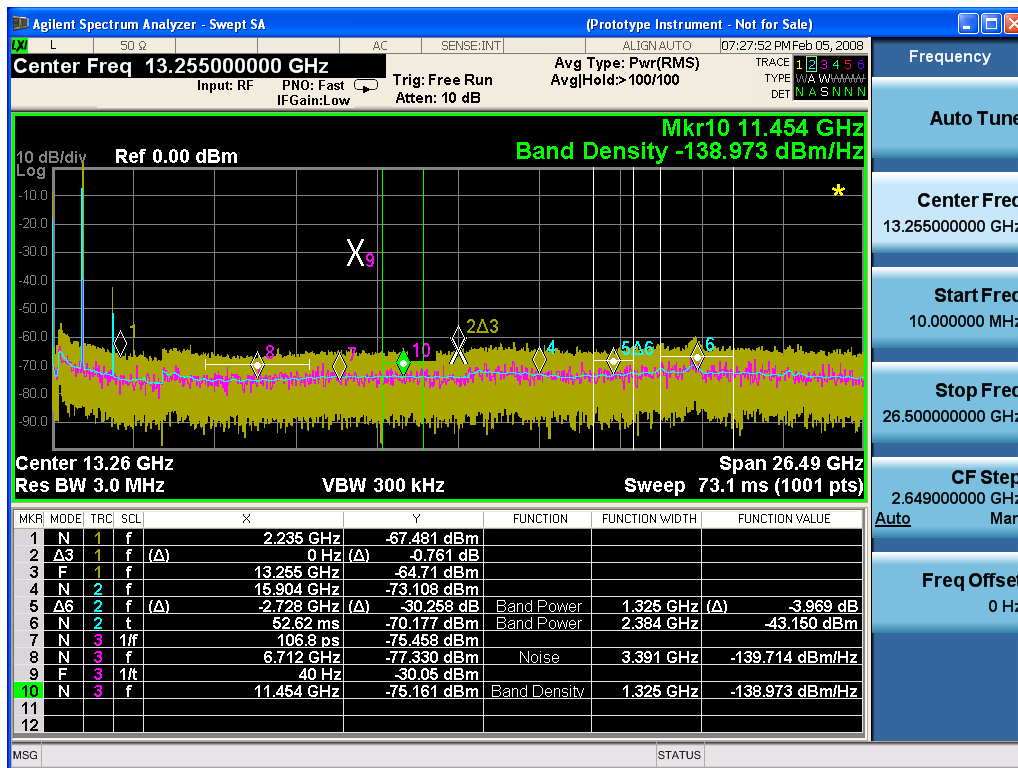 Agilent Spectrum Analyzer - Swept SA (Prototype Instrument - Not for Sale)
LXI L 50 Ω AC SENSE:INT ALIGN AUTO 07:27:52 PM Feb 05, 2008
Center Freq 13.255000000 GHz
Input: RF PNO: Fast IFGain:Low
Trig: Free Run
Atten: 10 dB
Avg Type: Pwr(RMS)
Avg|Hold:> 100/100
TRACE 1 2 3 4 5 6
TYPE W A W W W W
DET N A S N N N
Mkr10 11.454 GHz
Band Density -138.973 dBm/Hz
10 dB/div Ref 0.00 dBm
Log
-10.0
-20.0
-30.0
-40.0
-50.0
-60.0
-70.0
-80.0
-90.0
X 9
1
8
7
10
2Δ3
4
5Δ6
6
*
Center 13.26 GHz Span 26.49 GHz
Res BW 3.0 MHz VBW 300 kHz Sweep 73.1 ms (1001 pts)
MKR MODE TRC SCL X Y FUNCTION FUNCTION WIDTH FUNCTION VALUE
1 N 1 f 2.235 GHz -67.481 dBm
2 Δ3 1 f (Δ) 0 Hz (Δ) -0.761 dB
3 F 1 f 13.255 GHz -64.71 dBm
4 N 2 f 15.904 GHz -73.108 dBm
5 Δ6 2 f (Δ) -2.728 GHz (Δ) -30.258 dB Band Power 1.325 GHz (Δ) -3.969 dB
6 N 2 t 52.62 ms -70.177 dBm Band Power 2.384 GHz -43.150 dBm
7 N 3 1/f 106.8 ps -75.458 dBm
8 N 3 f 6.712 GHz -77.330 dBm Noise 3.391 GHz -139.714 dBm/Hz
9 F 3 1/t 40 Hz -30.05 dBm
10 N 3 f 11.454 GHz -75.161 dBm Band Density 1.325 GHz -138.973 dBm/Hz
11
12
MSG STATUS
Frequency
Auto Tune
Center Freq
13.255000000 GHz
Start Freq
10.000000 MHz
Stop Freq
26.500000000 GHz
CF Step
2.649000000 GHz
Auto Man
Freq Offset
0 Hz